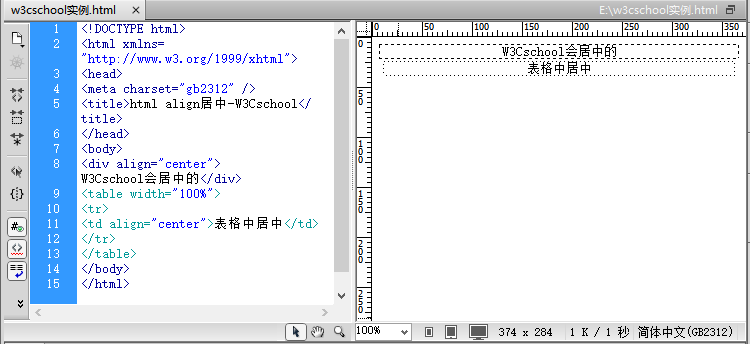 w3cschool实例.html
E:\w3cschool实例.html
1 <!DOCTYPE html>
2 <html xmlns=
"http://www.w3.org/1999/xhtml">
3 <head>
4 <meta charset="gb2312" />
5 <title>html align居中-W3Cschool</
title>
6 </head>
7 <body>
8 <div align="center">
W3Cschool会居中的</div>
9 <table width="100%">
10 <tr>
11 <td align="center">表格中居中</td>
12 </tr>
13 </table>
14 </body>
15 </html>
0 50 100 150 200 250 300 350
0
50
100
150
200
250
W3Cschool会居中的
表格中居中
100% 374 x 284 1 K / 1 秒 简体中文(GB2312)